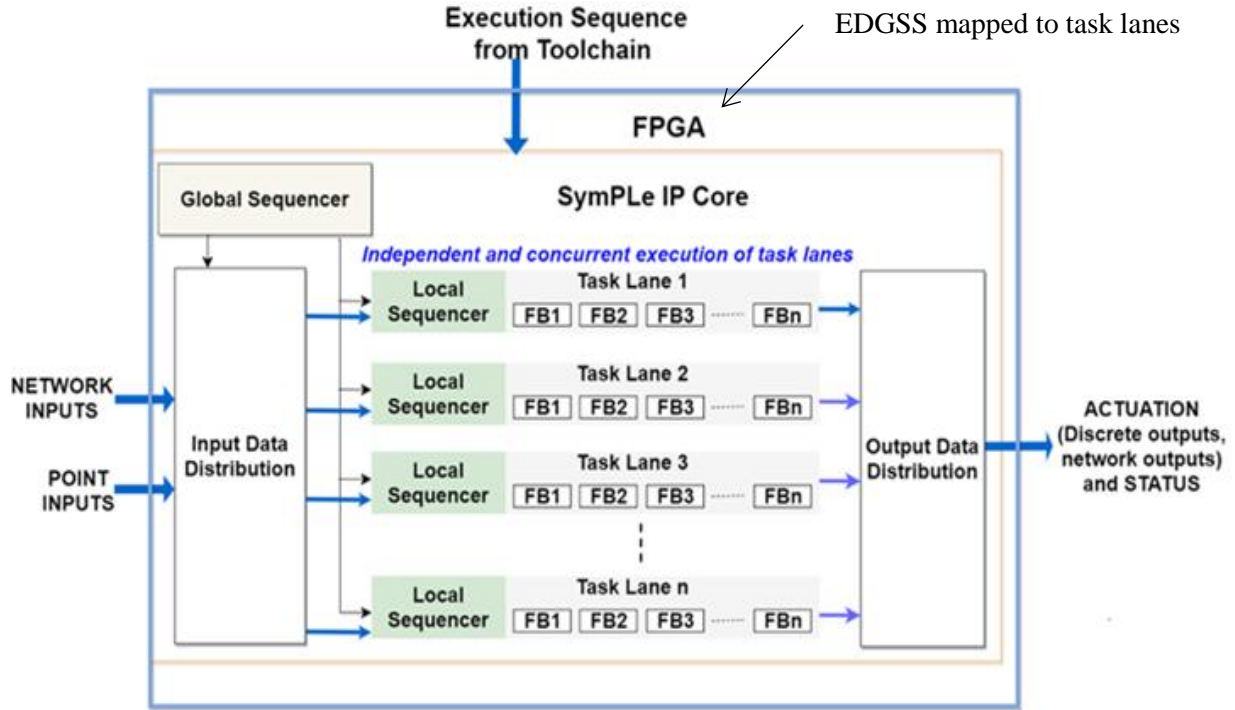 Execution Sequence
from Toolchain
EDGSS mapped to task lanes
FPGA
Global Sequencer
SymPLe IP Core
Independent and concurrent execution of task lanes
Local
Sequencer
Task Lane 1
FB1 FB2 FB3 ........ FBn
Local
Sequencer
Task Lane 2
FB1 FB2 FB3 ........ FBn
NETWORK
INPUTS
Input Data
Distribution
POINT
INPUTS
Local
Sequencer
Task Lane 3
FB1 FB2 FB3 ........ FBn
Local
Sequencer
Task Lane n
FB1 FB2 FB3 ........ FBn
Output Data
Distribution
ACTUATION
(Discrete outputs,
network outputs)
and STATUS